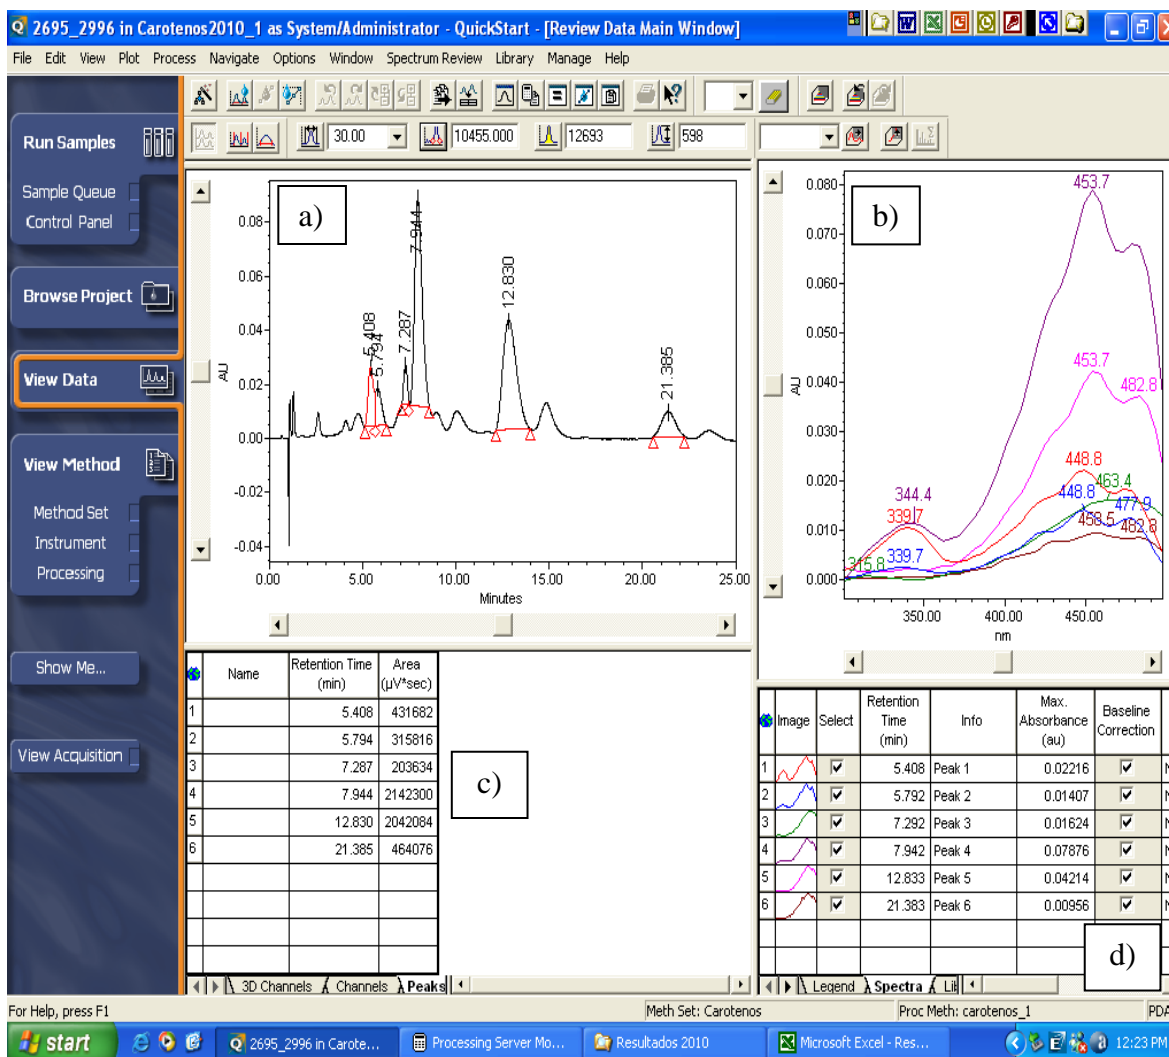 2695_2996 in Carotenos2010_1 as System/Administrator - QuickStart - [Review Data Main Window]
File Edit View Plot Process Navigate Options Window Spectrum Review Library Manage Help
Run Samples
Sample Queue
Control Panel
Browse Project
View Data
View Method
Method Set
Instrument
Processing
Show Me...
View Acquisition
30.00 10455.000 12693 598
a)
AU
0.08
0.06
0.04
0.02
0.00
-0.02
-0.04
5.408
5.794
7.287
7.944
12.830
21.385
0.00 5.00 10.00 15.00 20.00 25.00
Minutes
b)
AU
0.080
0.070
0.060
0.050
0.040
0.030
0.020
0.010
0.000
453.7
453.7
482.8
448.8
463.4
448.8
477.9
458.5
482.8
344.4
339.7
339.7
315.8
350.00 400.00 450.00
nm
Name Retention Time (min) Area (µV*sec)
1 5.408 431682
2 5.794 315816
3 7.287 203634
4 7.944 2142300
5 12.830 2042084
6 21.385 464076
c)
3D Channels Channels Peaks
Image Select Retention Time (min) Info Max. Absorbance (au) Baseline Correction
1 5.408 Peak 1 0.02216
2 5.792 Peak 2 0.01407
3 7.292 Peak 3 0.01624
4 7.942 Peak 4 0.07876
5 12.833 Peak 5 0.04214
6 21.383 Peak 6 0.00956
d)
Legend Spectra
For Help, press F1 Meth Set: Carotenos Proc Meth: carotenos_1 PDA
start 2695_2996 in Carote... Processing Server Mo... Resultados 2010 Microsoft Excel - Res... 12:23 PM